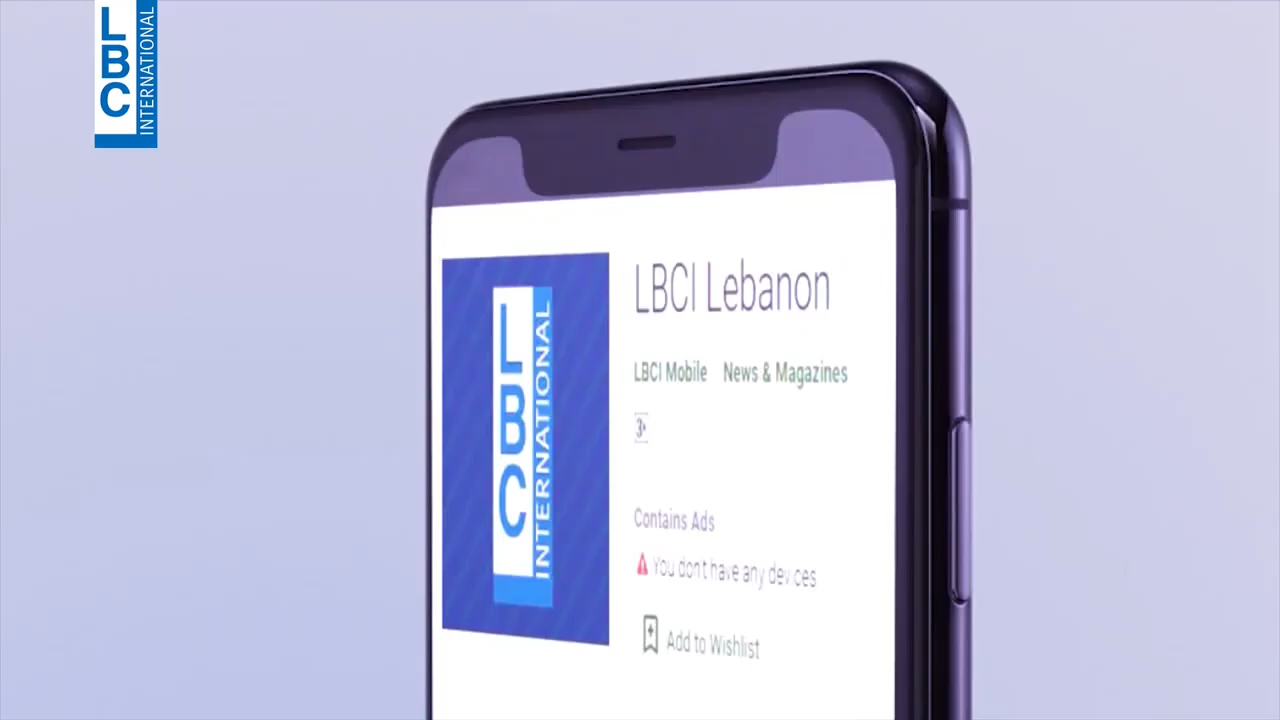 LBC
INTERNATIONAL
LBC
INTERNATIONAL
LBCI Lebanon
LBCI Mobile News & Magazines
3+
Contains Ads
You don't have any devices
Add to Wishlist